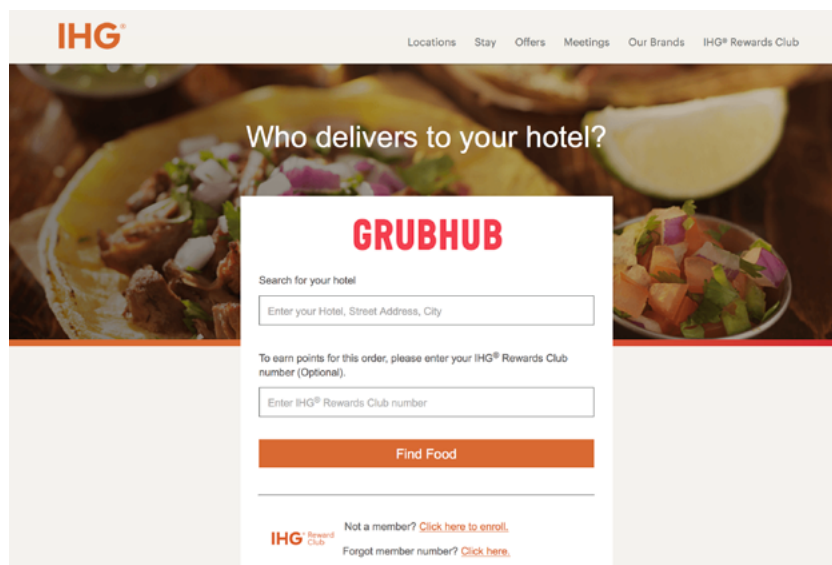 IHG®
Locations Stay Offers Meetings Our Brands IHG® Rewards Club
Who delivers to your hotel?
GRUBHUB
Search for your hotel
Enter your Hotel, Street Address, City
To earn points for this order, please enter your IHG® Rewards Club
number (Optional).
Enter IHG® Rewards Club number
Find Food
IHG® Reward
Club
Not a member? Click here to enroll.
Forgot member number? Click here.